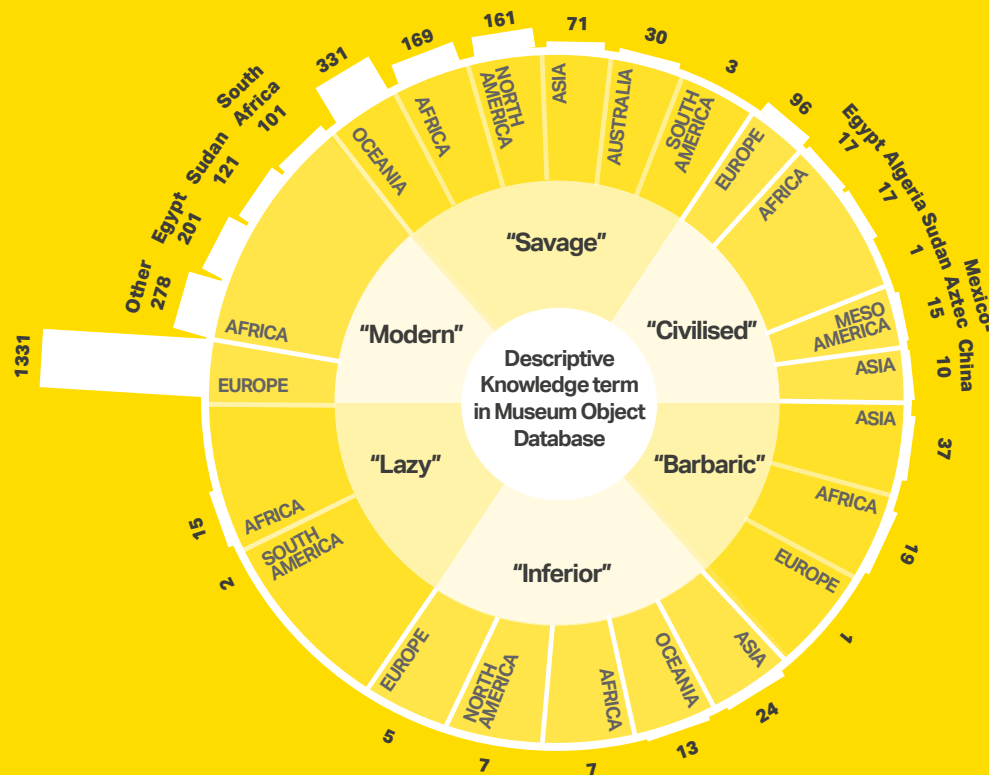 Descriptive
Knowledge term
in Museum Object
Database
“Savage”
OCEANIA
331
AFRICA
169
NORTH
AMERICA
161
ASIA
71
AUSTRALIA
30
SOUTH
AMERICA
3
“Civilised”
EUROPE
96
AFRICA
Egypt
17
Algeria
17
Sudan
1
MESO
AMERICA
Mexico-
Aztec
15
ASIA
China
10
“Barbaric”
ASIA
37
AFRICA
19
EUROPE
1
“Inferior”
ASIA
24
OCEANIA
13
AFRICA
7
NORTH
AMERICA
7
EUROPE
5
“Lazy”
SOUTH
AMERICA
2
AFRICA
15
“Modern”
EUROPE
1331
AFRICA
Other
278
Egypt
201
Sudan
121
South
Africa
101